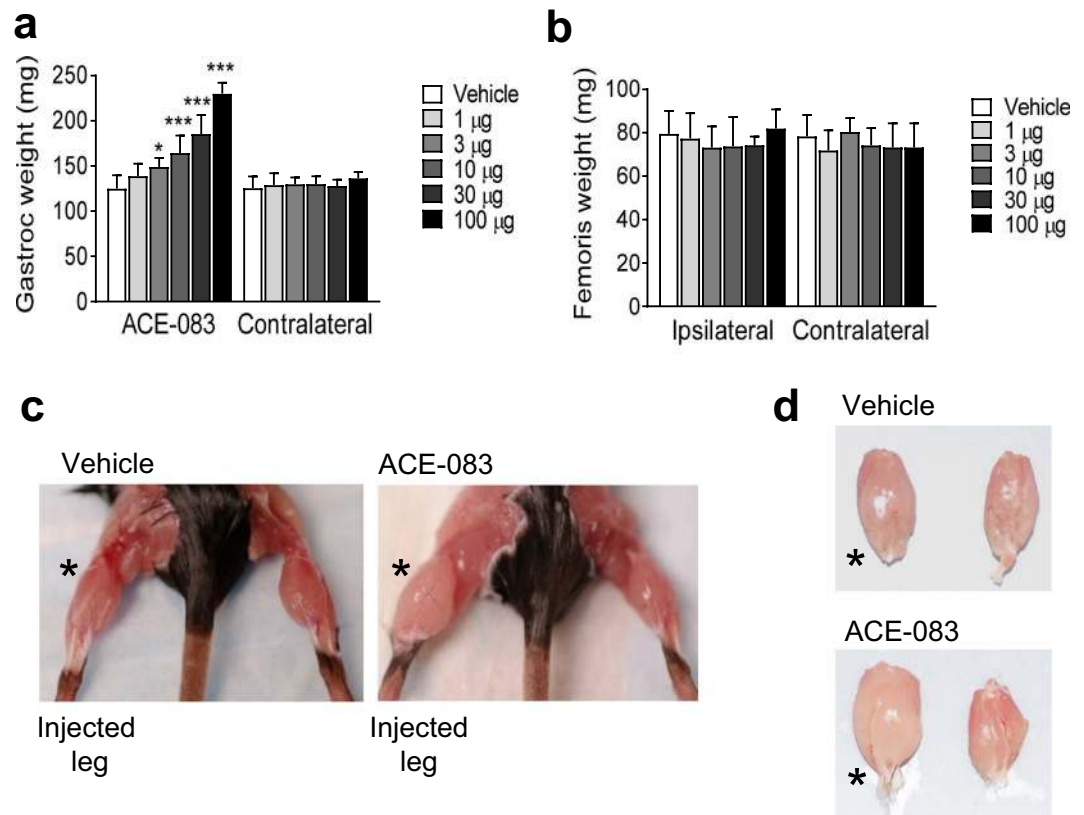 a
Gastroc weight (mg)
250
200
150
100
50
0
*
***
***
***
ACE-083
Contralateral
Vehicle
1 µg
3 µg
10 µg
30 µg
100 µg
b
Femoris weight (mg)
100
80
60
40
20
0
Ipsilateral
Contralateral
Vehicle
1 µg
3 µg
10 µg
30 µg
100 µg
c
Vehicle
*
Injected
leg
ACE-083
*
Injected
leg
d
Vehicle
*
ACE-083
*